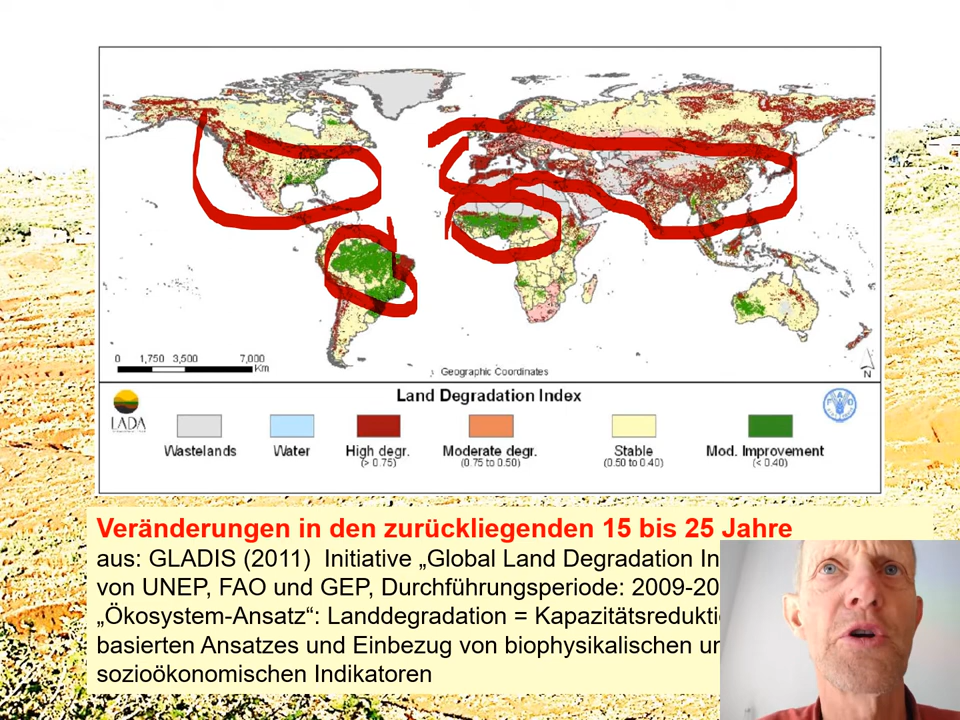 0 1,750 3,500 7,000
Km
Geographic Coordinates
N
Land Degradation Index
LADA
FAO
Wastelands Water High degr. Moderate degr. Stable Mod. Improvement
(> 0.75) (0.75 to 0.50) (0.50 to 0.40) (< 0.40)
Veränderungen in den zurückliegenden 15 bis 25 Jahre
aus: GLADIS (2011) Initiative „Global Land Degradation In
von UNEP, FAO und GEP, Durchführungsperiode: 2009-20
„Ökosystem-Ansatz“: Landdegradation = Kapazitätsredukti
basierten Ansatzes und Einbezug von biophysikalischen un
sozioökonomischen Indikatoren